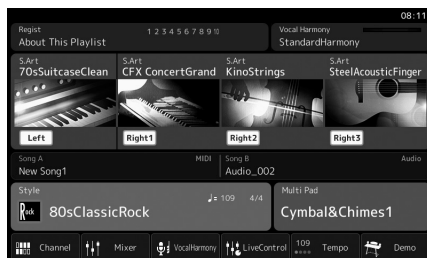 08:11
Regist 1 2 3 4 5 6 7 8 9 10
About This Playlist
Vocal Harmony
StandardHarmony
S.Art
70sSuitcaseClean
S.Art
CFX ConcertGrand
S.Art
KinoStrings
S.Art
SteelAcousticFinger
Left
Right1
Right2
Right3
Song A MIDI
New Song1
Song B Audio
Audio_002
Style
♩= 109 4/4
Rock
80sClassicRock
Multi Pad
Cymbal&Chimes1
Channel
Mixer
VocalHarmony
LiveControl
109 Tempo
Demo